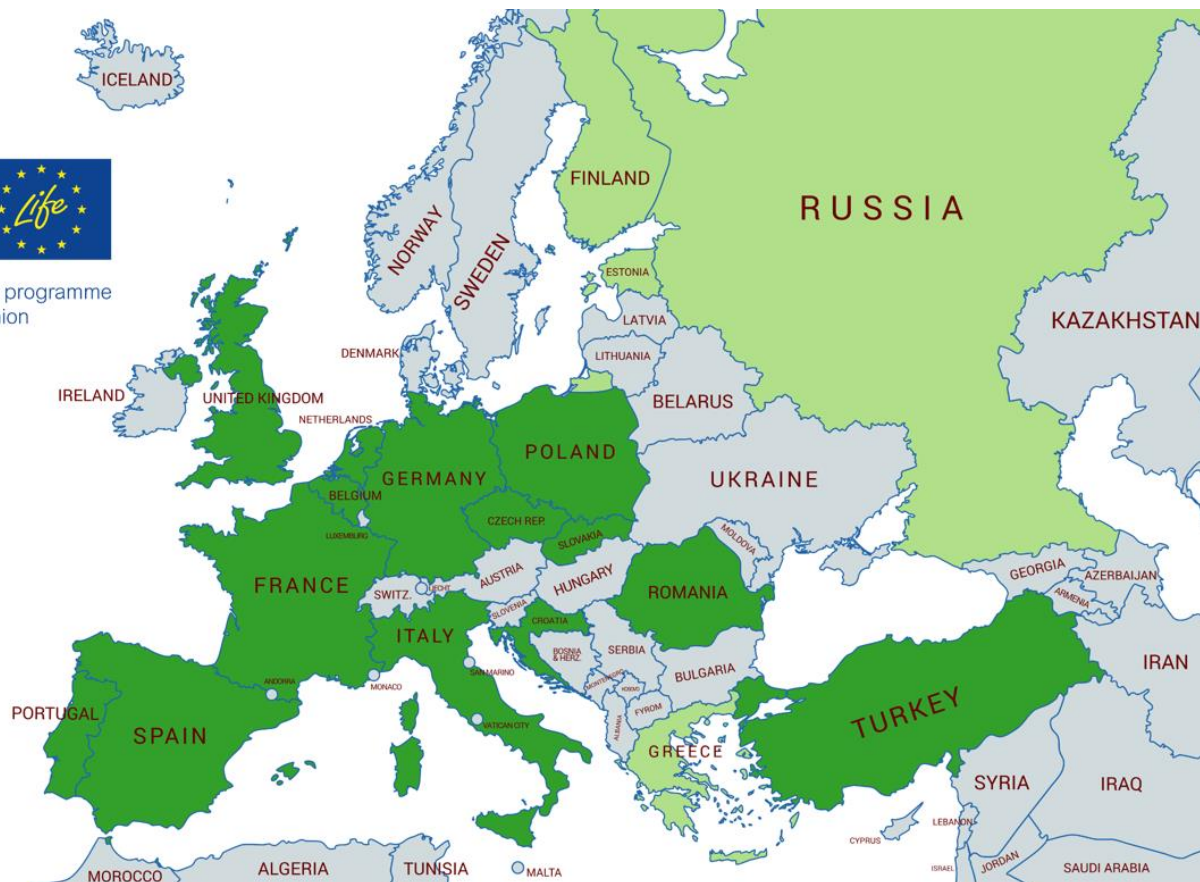 ICELAND
Life
programme
nion
FINLAND
RUSSIA
NORWAY
SWEDEN
ESTONIA
KAZAKHSTAN
LATVIA
DENMARK
LITHUANIA
IRELAND
UNITED KINGDOM
BELARUS
NETHERLANDS
POLAND
GERMANY
UKRAINE
BELGIUM
CZECH REP.
LUXEMBURG
SLOVAKIA
MOLDOVA
FRANCE
AUSTRIA
HUNGARY
GEORGIA
AZERBAIJAN
SWITZ.
LECHT.
ROMANIA
ARMENIA
SLOVENIA
CROATIA
ITALY
BOSNIA
& HERZ.
SERBIA
IRAN
SAN MARINO
BULGARIA
ANDORRA
MONACO
MONTENEGRO
KOSOVO
PORTUGAL
FYROM
TURKEY
SPAIN
VATICAN CITY
ALBANIA
GREECE
SYRIA
IRAQ
LEBANON
CYPRUS
ALGERIA
TUNISIA
MALTA
ISRAEL
JORDAN
SAUDI ARABIA
MOROCCO